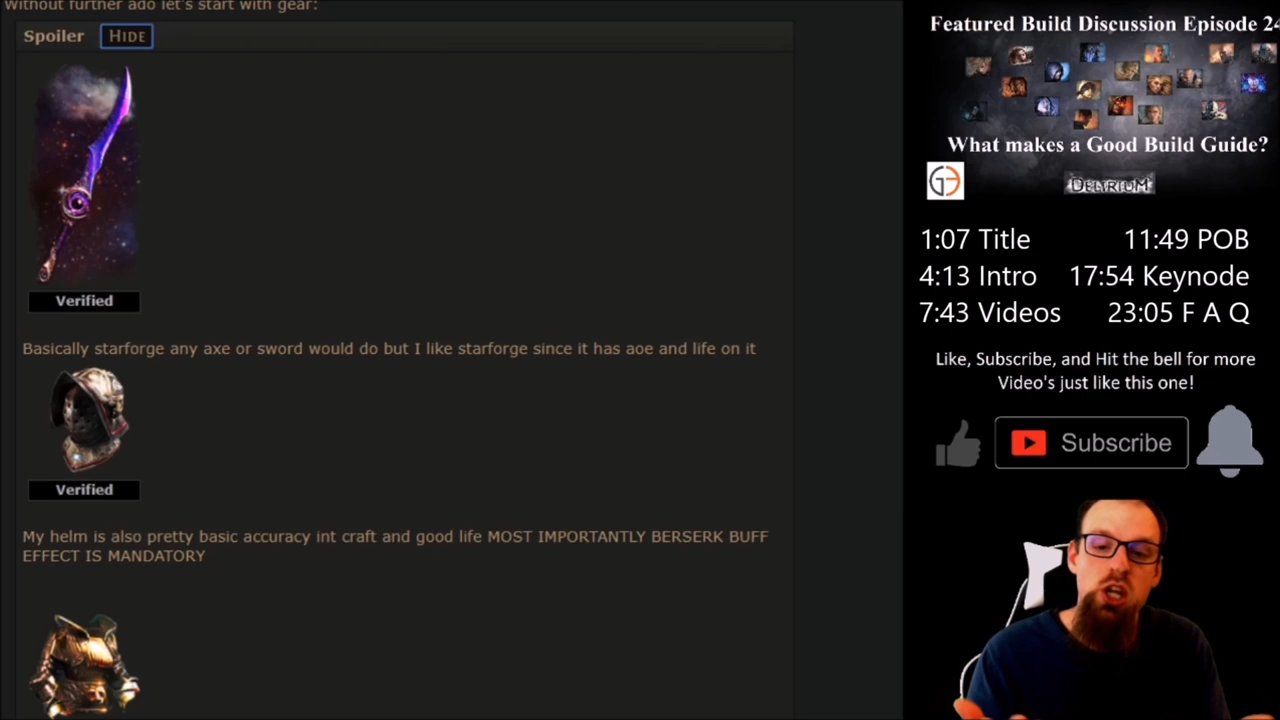 Without further ado let's start with gear:
Spoiler HIDE
Verified
Basically starforge any axe or sword would do but I like starforge since it has aoe and life on it
Verified
My helm is also pretty basic accuracy int craft and good life MOST IMPORTANTLY BERSERK BUFF
EFFECT IS MANDATORY
Featured Build Discussion Episode 24
What makes a Good Build Guide?
DELIRIUM
1:07 Title
11:49 POB
4:13 Intro
17:54 Keynode
7:43 Videos
23:05 F A Q
Like, Subscribe, and Hit the bell for more
Video's just like this one!
Subscribe